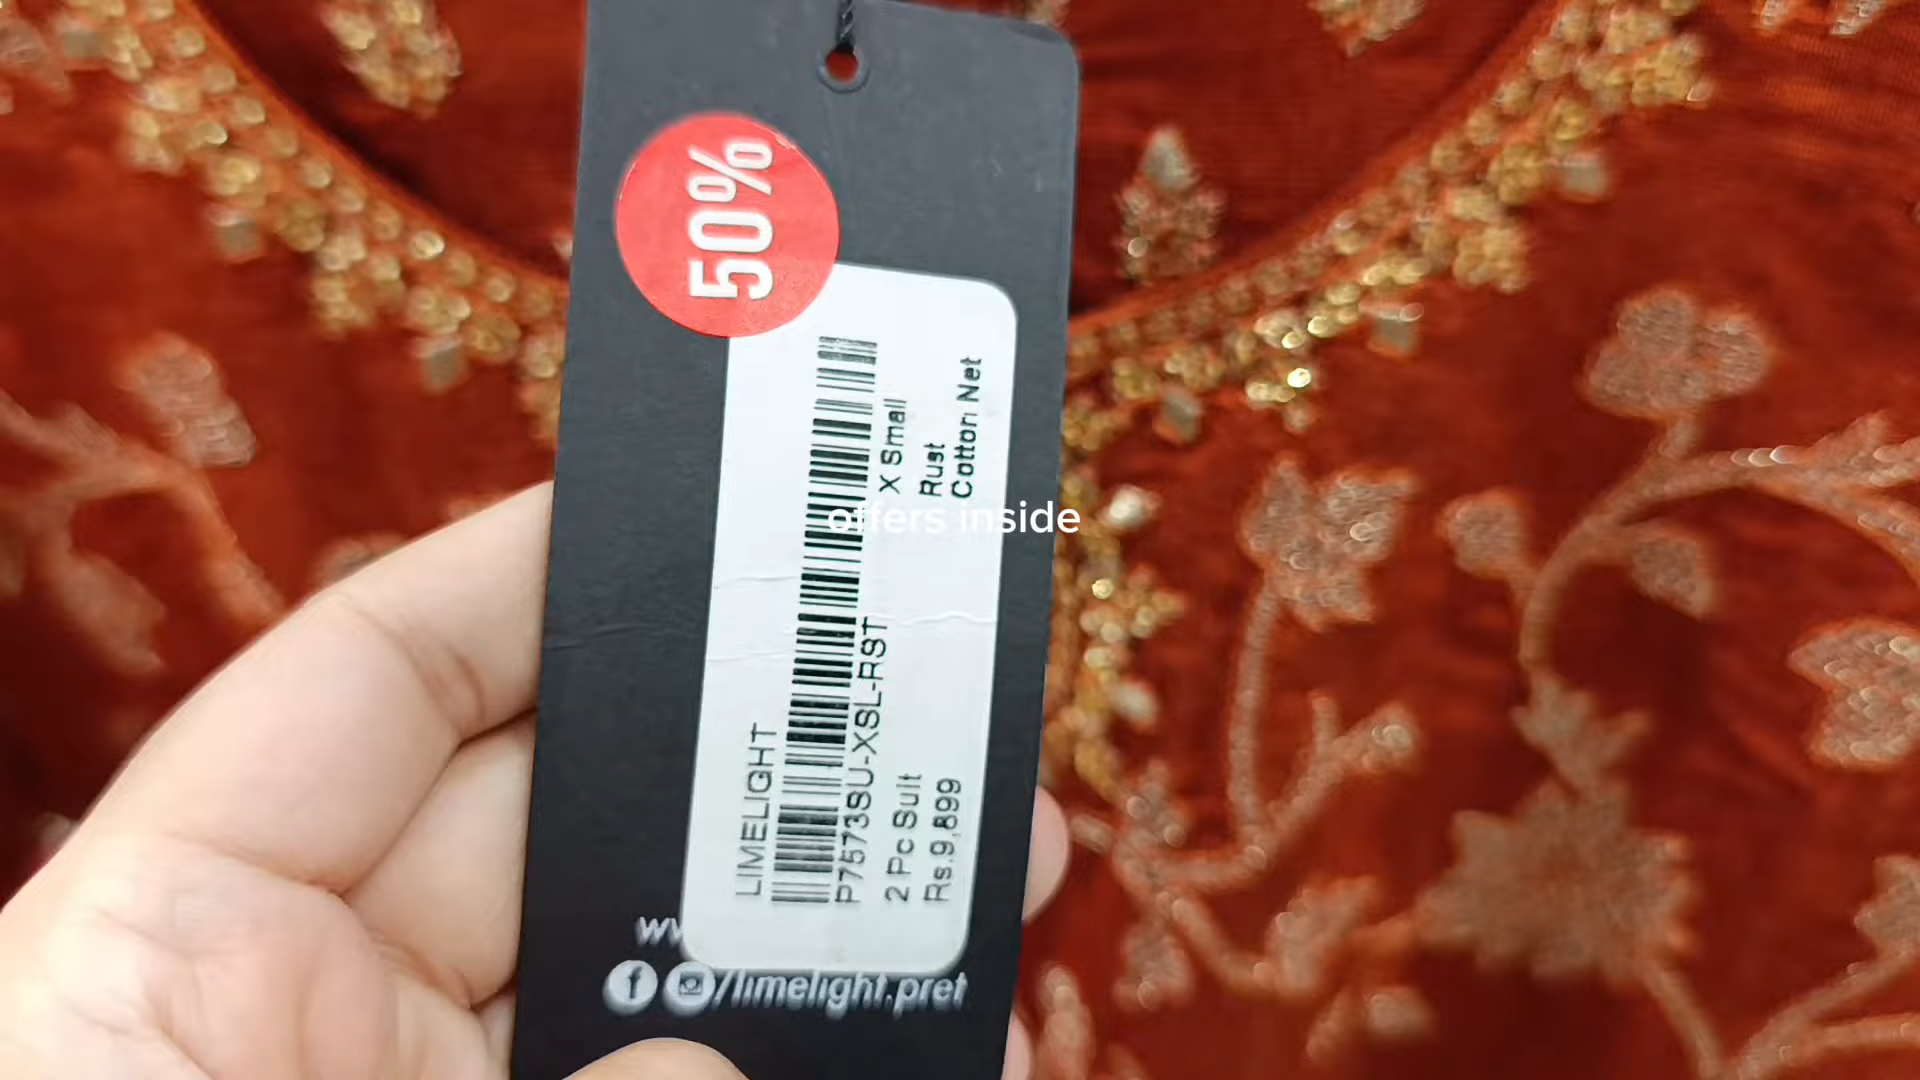 50%
LIMELIGHT
P7573SU-XSL-RST
2 Pc Suit
X Small
Rs.9,899
Rust
Cotton Net
offers inside
/limelight.pret